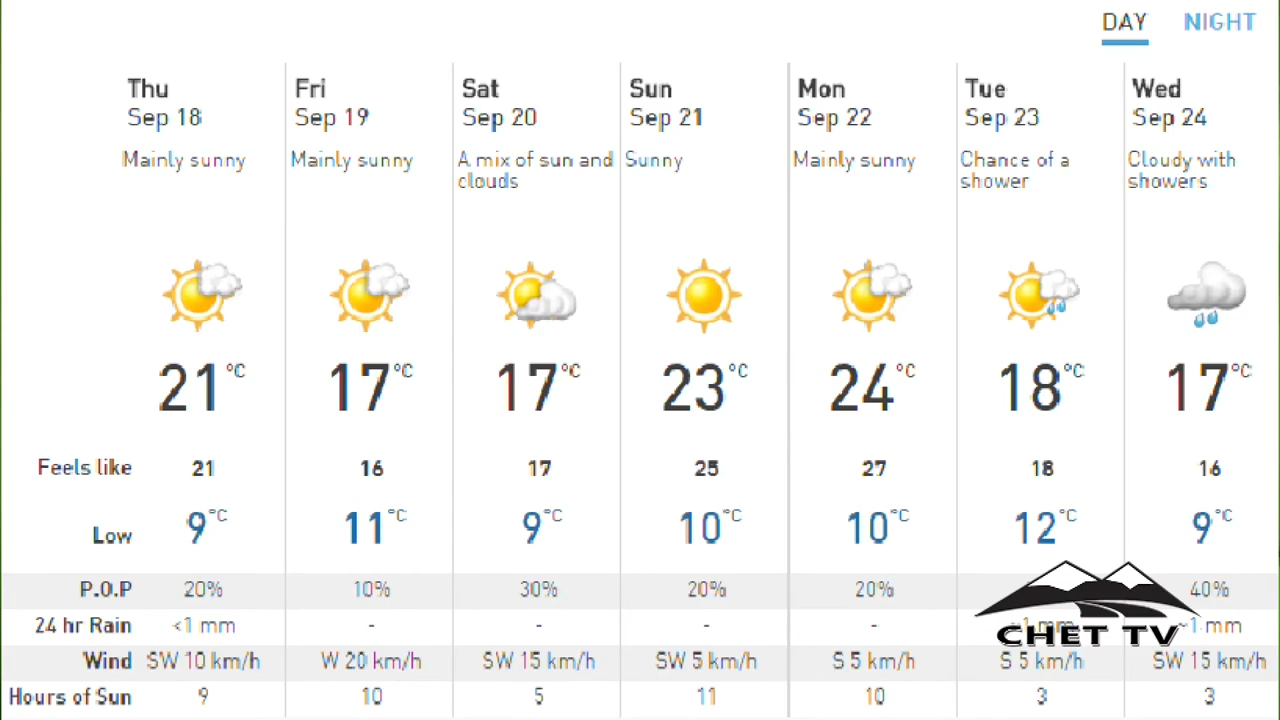 DAY NIGHT
Thu Fri Sat Sun Mon Tue Wed
Sep 18 Sep 19 Sep 20 Sep 21 Sep 22 Sep 23 Sep 24
Mainly sunny Mainly sunny A mix of sun and Sunny Mainly sunny Chance of a Cloudy with
clouds shower showers
21°C 17°C 17°C 23°C 24°C 18°C 17°C
Feels like 21 16 17 25 27 18 16
Low 9°C 11°C 9°C 10°C 10°C 12°C 9°C
P.O.P 20% 10% 30% 20% 20% 40%
24 hr Rain <1 mm - - - - mm ~1 mm
CHET TV
Wind SW 10 km/h W 20 km/h SW 15 km/h SW 5 km/h S 5 km/h S 5 km/h SW 15 km/h
Hours of Sun 9 10 5 11 10 3 3